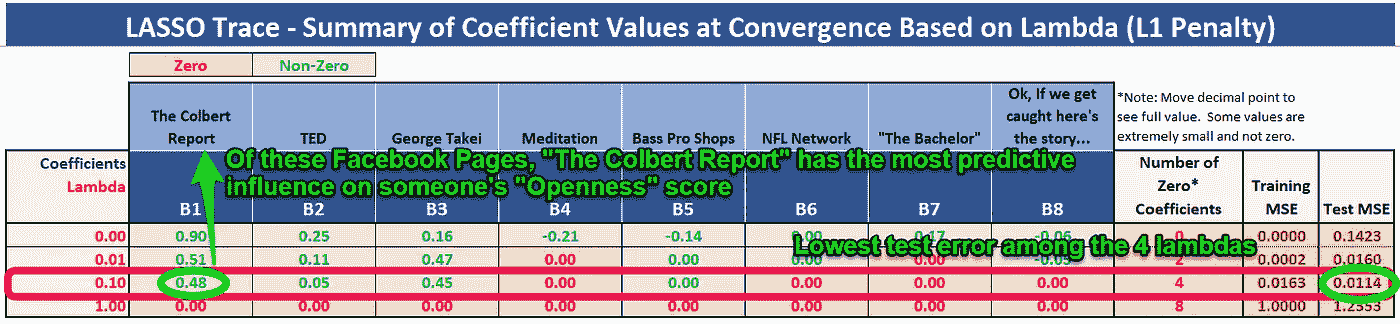 LASSO Trace - Summary of Coefficient Values at Convergence Based on Lambda (L1 Penalty)
Zero Non-Zero
The Colbert Report TED George Takei Meditation Bass Pro Shops NFL Network "The Bachelor" Ok, If we get caught here's the story...
*Note: Move decimal point to see full value. Some values are extremely small and not zero.
Of these Facebook Pages, "The Colbert Report" has the most predictive
influence on someone's "Openness" score
Coefficients
Lambda
B1 B2 B3 B4 B5 B6 B7 B8 Number of Zero* Coefficients Training MSE Test MSE
0.00 0.90 0.25 0.16 -0.21 -0.14 0.00 0.17 -0.06 0 0.0000 0.1423
Lowest test error among the 4 lambdas
0.01 0.51 0.11 0.47 0.00 0.00 0.00 0.00 -0.05 2 0.0002 0.0160
0.10 0.48 0.05 0.45 0.00 0.00 0.00 0.00 0.00 4 0.0163 0.0114
1.00 0.00 0.00 0.00 0.00 0.00 0.00 0.00 0.00 8 1.0000 1.2553